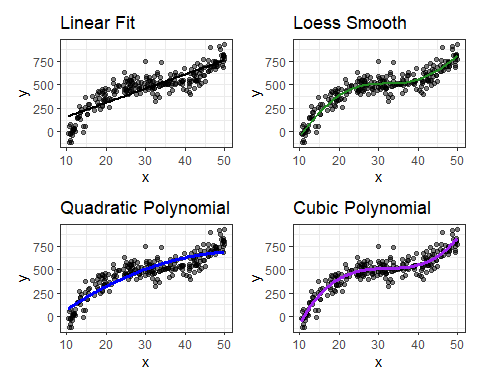 Linear Fit
750
500
250
0
y
10 20 30 40 50
x
Loess Smooth
750
500
250
0
y
10 20 30 40 50
x
Quadratic Polynomial
750
500
250
0
y
10 20 30 40 50
x
Cubic Polynomial
750
500
250
0
y
10 20 30 40 50
x